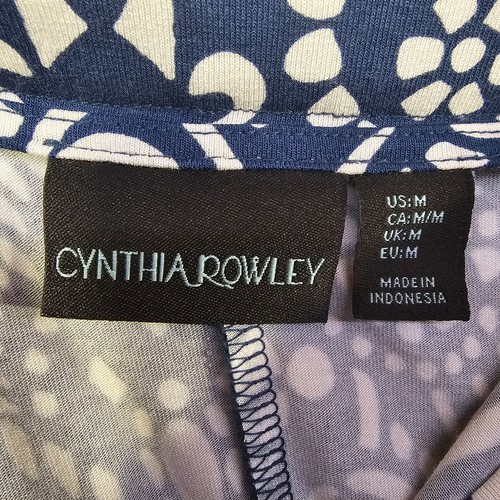 CYNTHIA ROWLEY
US: M
CA: M/M
UK: M
EU: M
MADE IN
INDONESIA